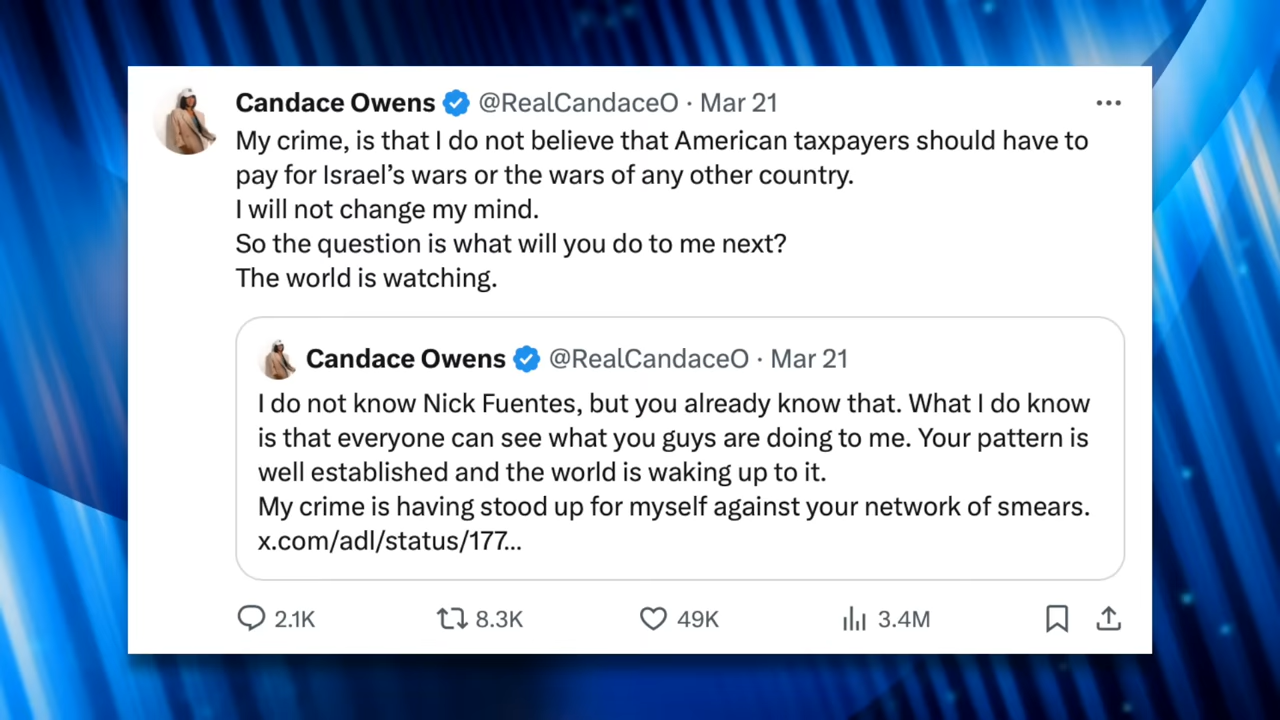 Candace Owens @RealCandaceO · Mar 21
My crime, is that I do not believe that American taxpayers should have to
pay for Israel’s wars or the wars of any other country.
I will not change my mind.
So the question is what will you do to me next?
The world is watching.
Candace Owens @RealCandaceO · Mar 21
I do not know Nick Fuentes, but you already know that. What I do know
is that everyone can see what you guys are doing to me. Your pattern is
well established and the world is waking up to it.
My crime is having stood up for myself against your network of smears.
x.com/adl/status/177...
2.1K 8.3K 49K 3.4M